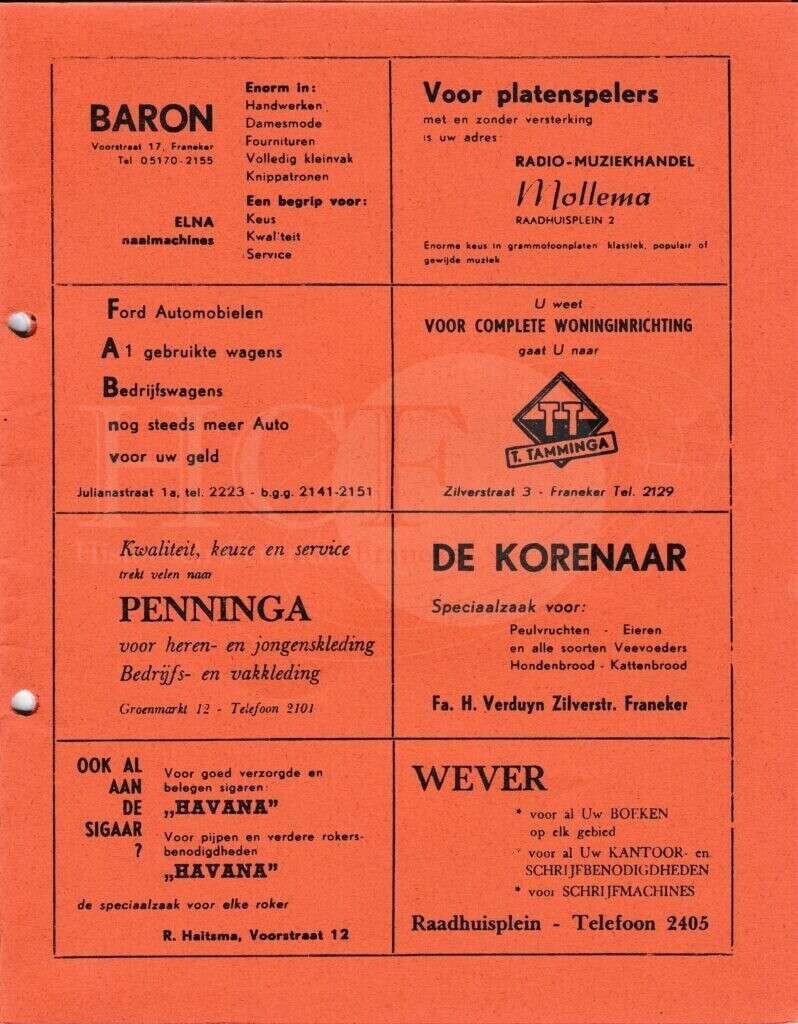 BARON
Voorstraat 17, Franeker
Tel 05170-2155
ELNA
naaimachines
Enorm in:
Handwerken
Damesmode
Fournituren
Volledig kleinvak
Knippatronen
Een begrip voor:
Keus
Kwal'teit
Service
Voor platenspelers
met en zonder versterking
is uw adres:
RADIO-MUZIEKHANDEL
Mollema
RAADHUISPLEIN 2
Enorme keus in grammofoonplaten klassiek, populair of
gewijde muziek
Ford Automobielen
A1 gebruikte wagens
Bedrijfswagens
nog steeds meer Auto
voor uw geld
Julianastraat 1a, tel. 2223 - b.g.g. 2141-2151
U weet
VOOR COMPLETE WONINGINRICHTING
gaat U naar
TT
T. TAMMINGA
Zilverstraat 3 - Franeker Tel. 2129
Kwaliteit, keuze en service
trekt velen naar
PENNINGA
voor heren- en jongenskleding
Bedrijfs- en vakkleding
Groenmarkt 12 - Telefoon 2101
DE KORENAAR
Speciaalzaak voor:
Peulvruchten - Eieren
en alle soorten Veevoeders
Hondenbrood - Kattenbrood
Fa. H. Verduyn Zilverstr. Franeker
OOK AL
AAN
DE
SIGAAR
?
Voor goed verzorgde en
belegen sigaren:
„HAVANA"
Voor pijpen en verdere rokers-
benodigdheden
„HAVANA"
de speciaalzaak voor elke roker
R. Haitsma, Voorstraat 12
WEVER
* voor al Uw BOEKEN
op elk gebied
* voor al Uw KANTOOR- en
SCHRIJFBENODIGDHEDEN
* voor SCHRIJFMACHINES
Raadhuisplein - Telefoon 2405
HCF